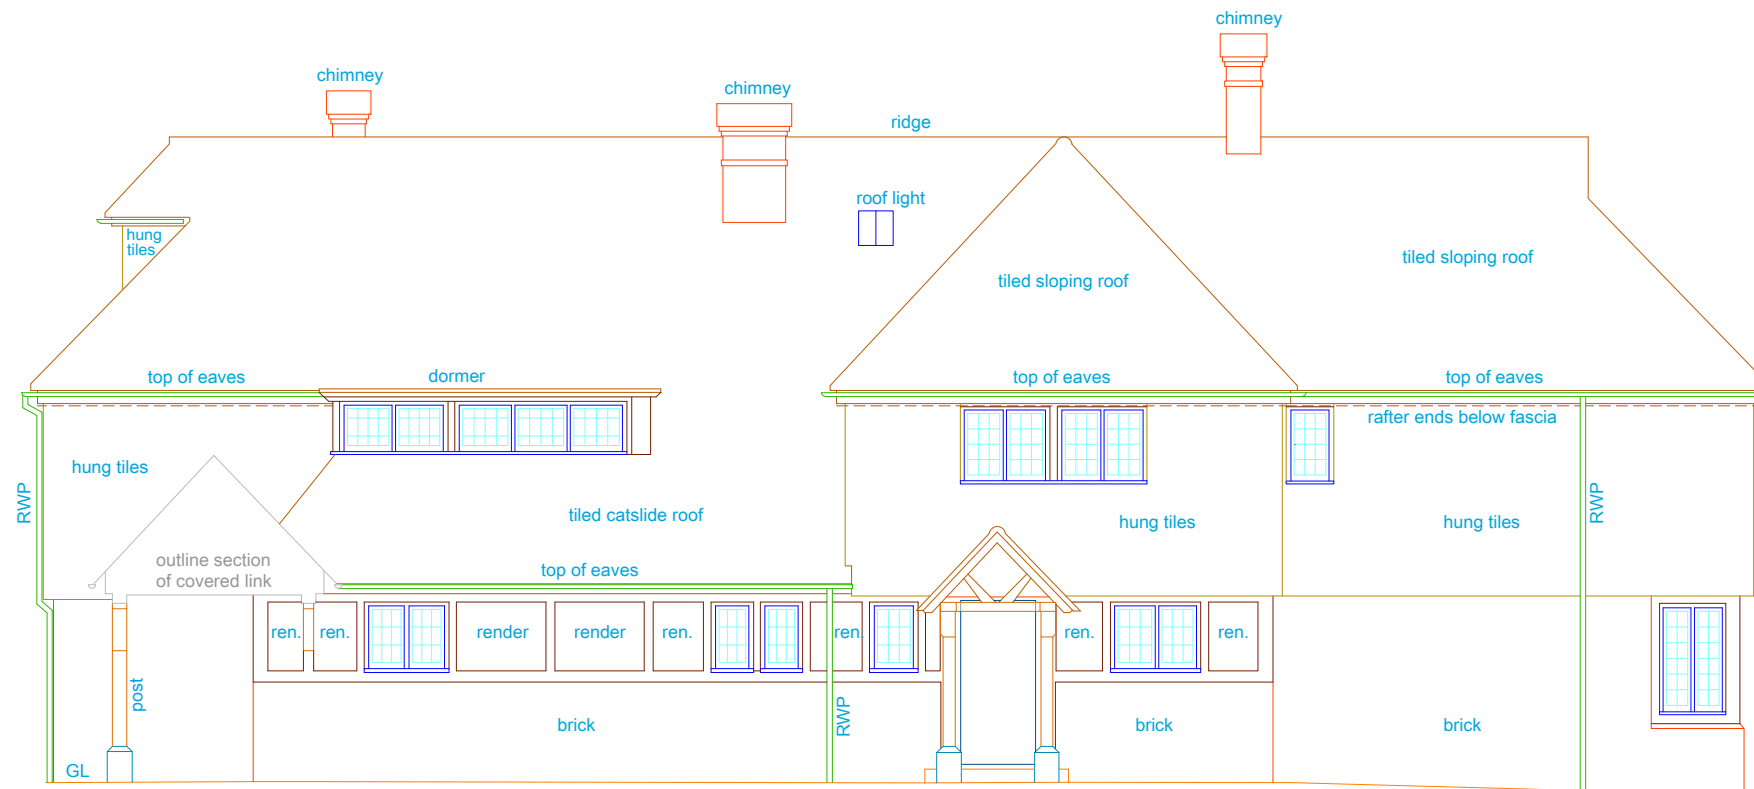 chimney
chimney
chimney
ridge
roof light
hung
tiles
tiled sloping roof
tiled sloping roof
top of eaves
dormer
top of eaves
top of eaves
rafter ends below fascia
hung tiles
RWP
RWP
tiled catslide roof
hung tiles
hung tiles
outline section
of covered link
top of eaves
ren.
ren.
render
render
ren.
ren.
ren.
ren.
post
brick
RWP
brick
brick
GL